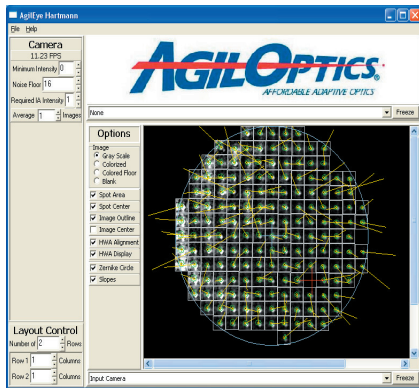 AgilEye Hartmann
File Help
Camera
11.23 FPS
Minimum Intensity 0
Noise Floor 16
Required IA Intensity 1
Average 1 Images
AGILOPTICS.
AFFORDABLE ADAPTIVE OPTICS
None Freeze
Options
Image
Gray Scale
Colorized
Colored Floor
Blank
Spot Area
Spot Center
Image Outline
Image Center
HWA Alignment
HWA Display
Zernike Circle
Slopes
Layout Control
Number of 2 Rows
Row 1 1 Columns
Row 2 1 Columns
Input Camera Freeze